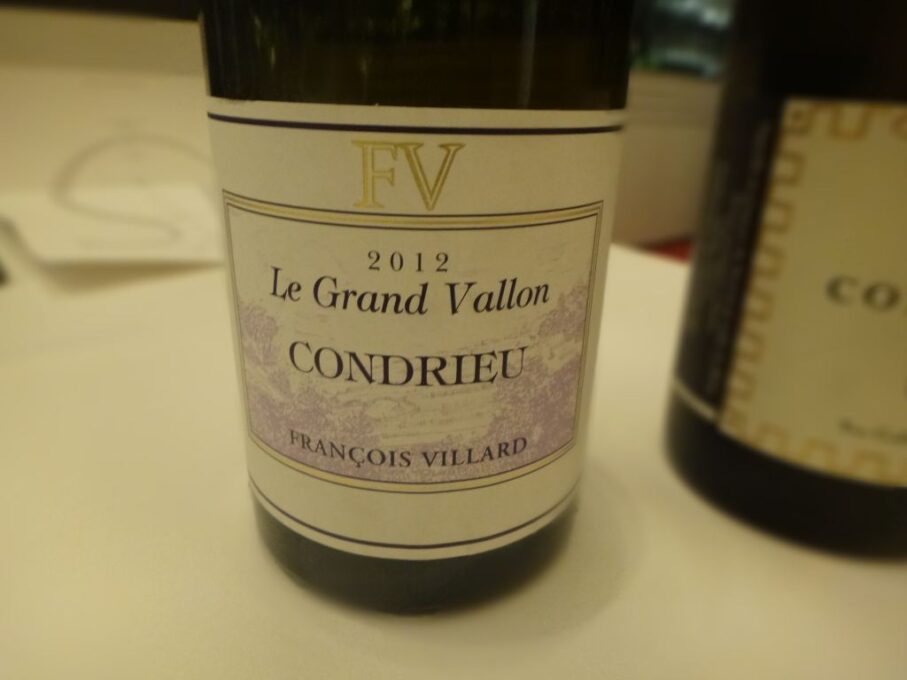 FV
2012
Le Grand Vallon
CONDRIEU
FRANÇOIS VILLARD
CO